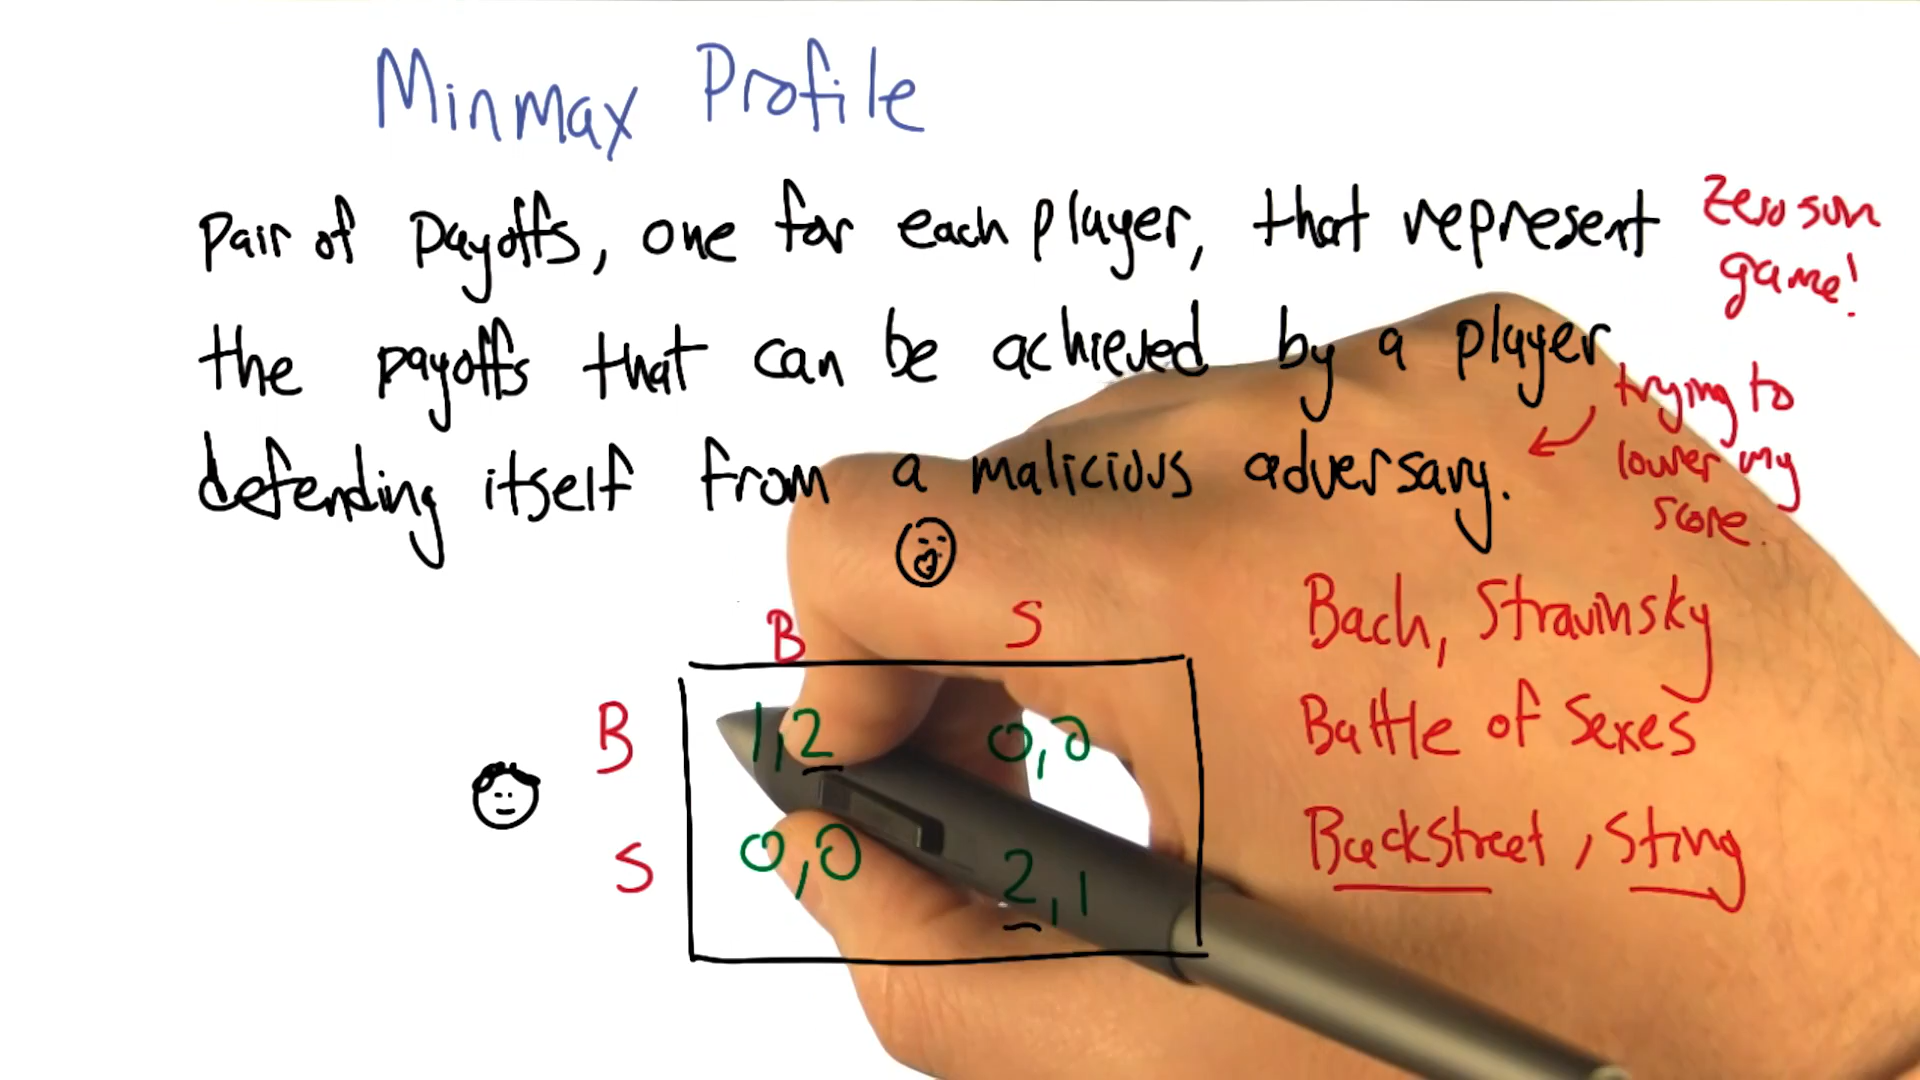 Minmax Profile
pair of payoffs, one for each player, that represent
the payoffs that can be achieved by a player
defending itself from a malicious adversary.
zero sum
game!
trying to
lower my
score.
B S
B 1,2 0,0
S 0,0 2,1
Bach, Stravinsky
Battle of Sexes
Backstreet, Sting